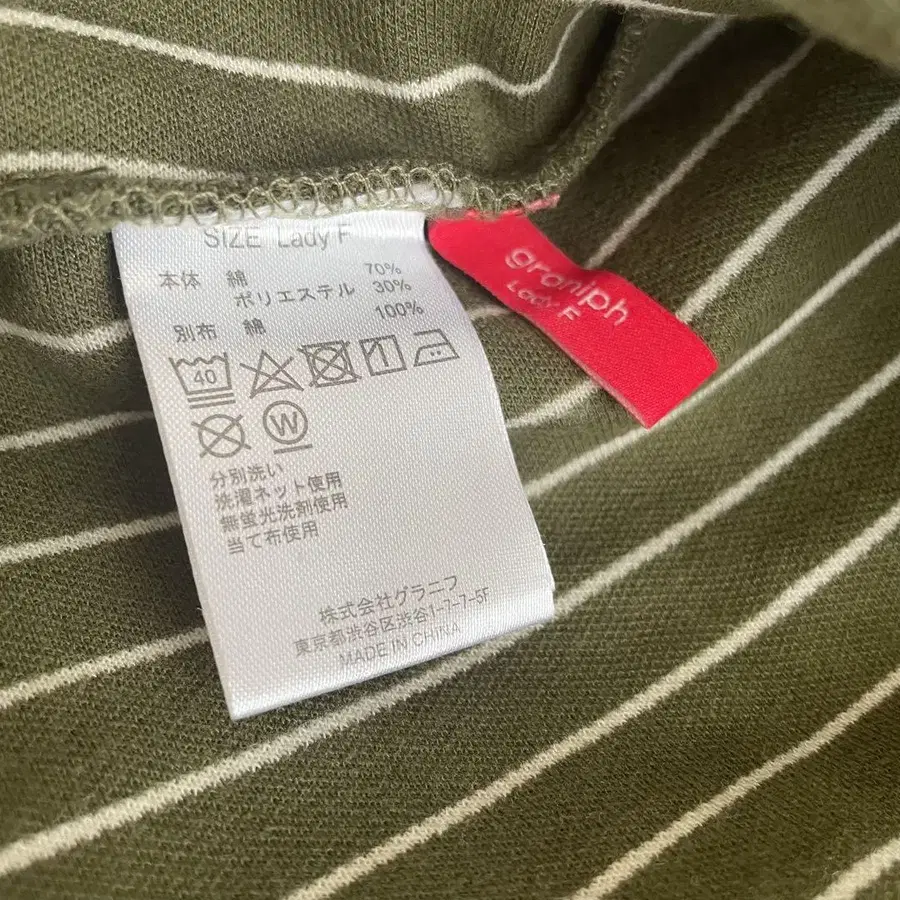 SIZE Lady F
本体 綿 70%
ポリエステル 30%
別布 綿 100%
40
W
分別洗い
洗濯ネット使用
無蛍光洗剤使用
当て布使用
株式会社グラニフ
東京都渋谷区渋谷1-7-7-5F
MADE IN CHINA
graniph
Lady F